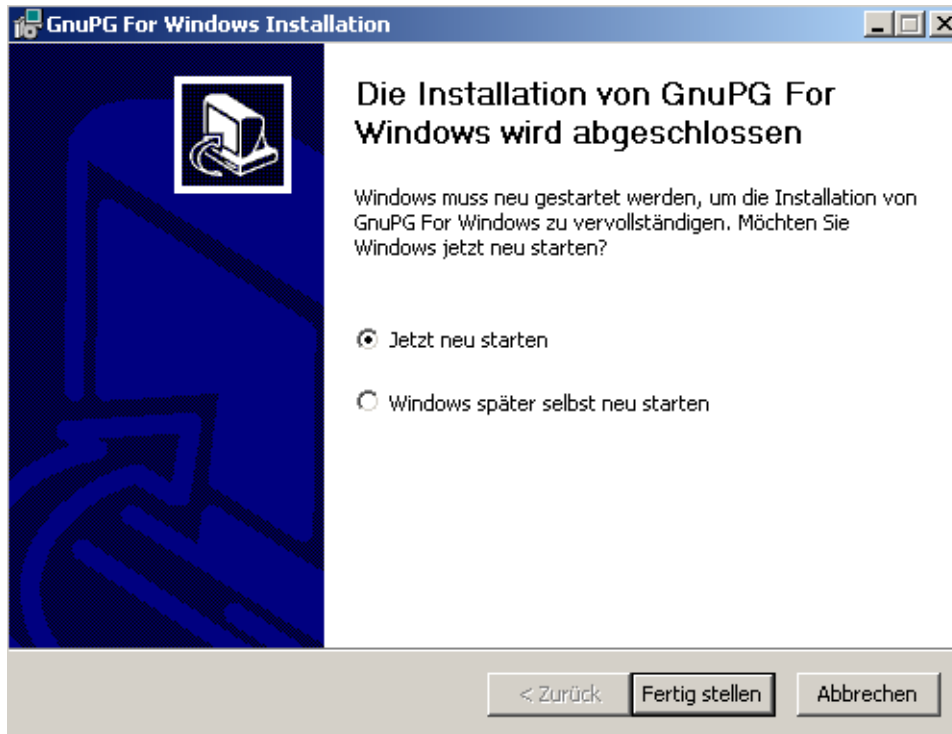 GnuPG For Windows Installation
Die Installation von GnuPG For
Windows wird abgeschlossen
Windows muss neu gestartet werden, um die Installation von
GnuPG For Windows zu vervollständigen. Möchten Sie
Windows jetzt neu starten?
Jetzt neu starten
Windows später selbst neu starten
< Zurück
Fertig stellen
Abbrechen